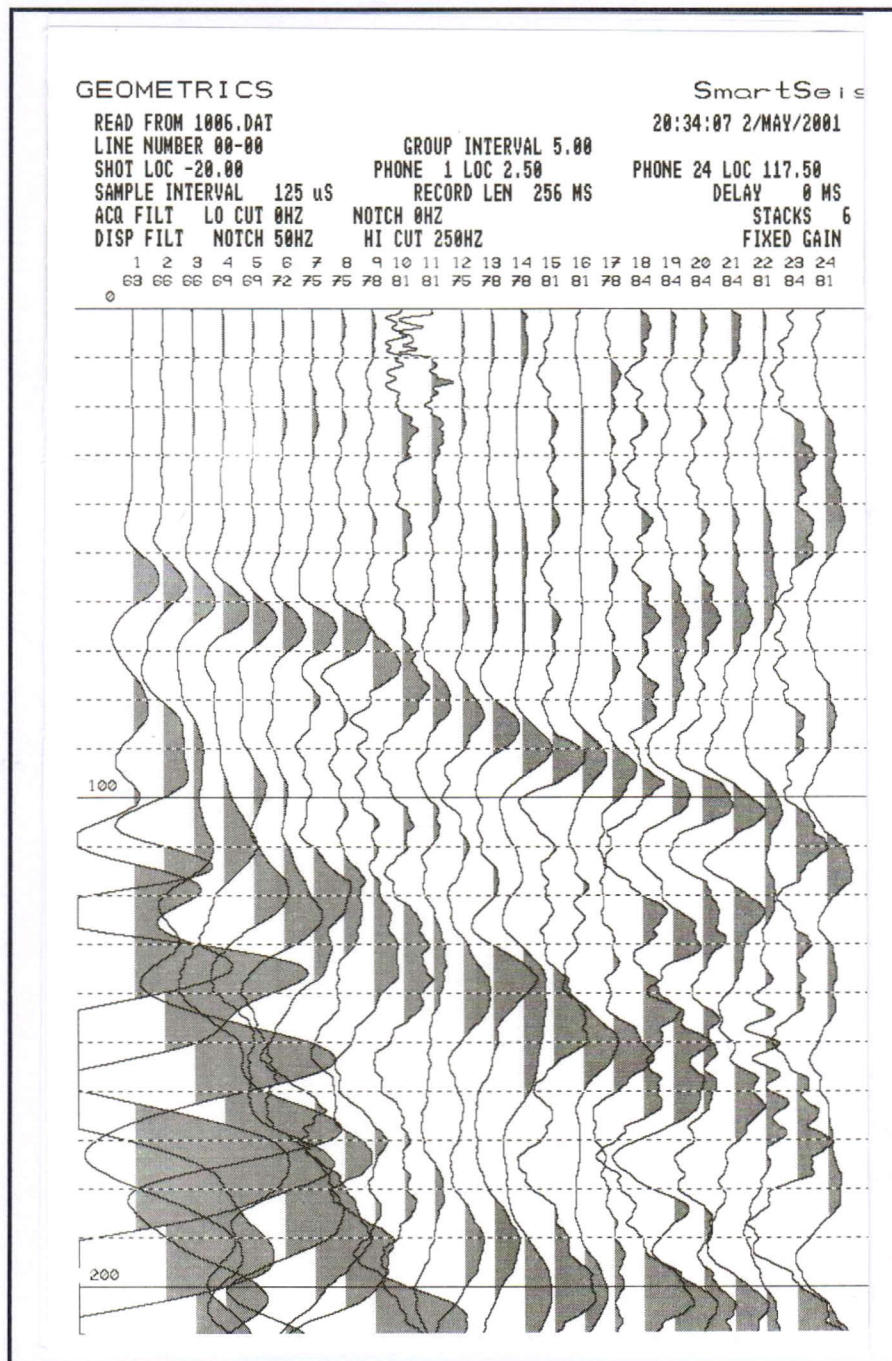 GEOMETRICS SmartSeis
READ FROM 1006.DAT 20:34:07 2/MAY/2001
LINE NUMBER 00-00 GROUP INTERVAL 5.00
SHOT LOC -20.00 PHONE 1 LOC 2.50 PHONE 24 LOC 117.50
SAMPLE INTERVAL 125 uS RECORD LEN 256 MS DELAY 0 MS
ACQ FILT LO CUT 0HZ NOTCH 0HZ STACKS 6
DISP FILT NOTCH 50HZ HI CUT 250HZ FIXED GAIN
1 2 3 4 5 6 7 8 9 10 11 12 13 14 15 16 17 18 19 20 21 22 23 24
63 66 66 69 69 72 75 75 78 81 81 75 78 78 81 81 78 84 84 84 84 81 84 81
0
100
200